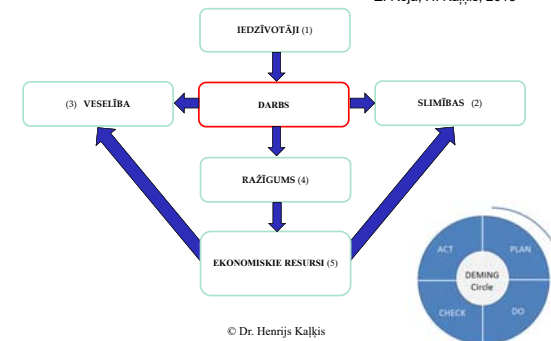 IEDZĪVOTĀJI (1)
(3) VESELĪBA
DARBS
SLIMĪBAS (2)
RAŽĪGUMS (4)
EKONOMISKIE RESURSI (5)
ACT
PLAN
DEMING
Circle
CHECK
DO
© Dr. Henrijs Kaļķis